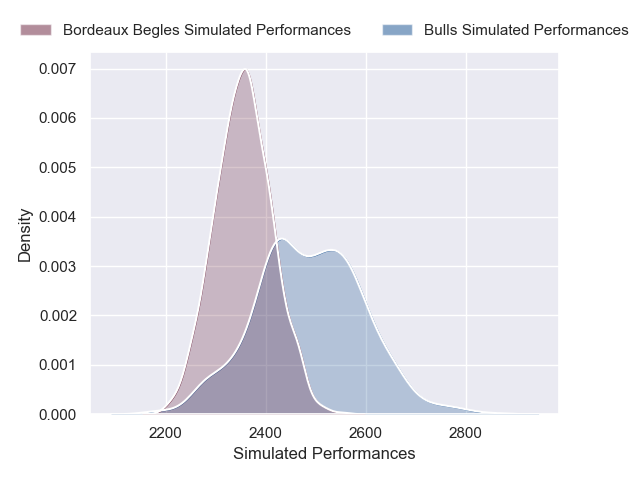 Bordeaux Begles Simulated Performances Bulls Simulated Performances
0.007
0.006
0.005
0.004
0.003
0.002
0.001
0.000
Density
2200 2400 2600 2800
Simulated Performances